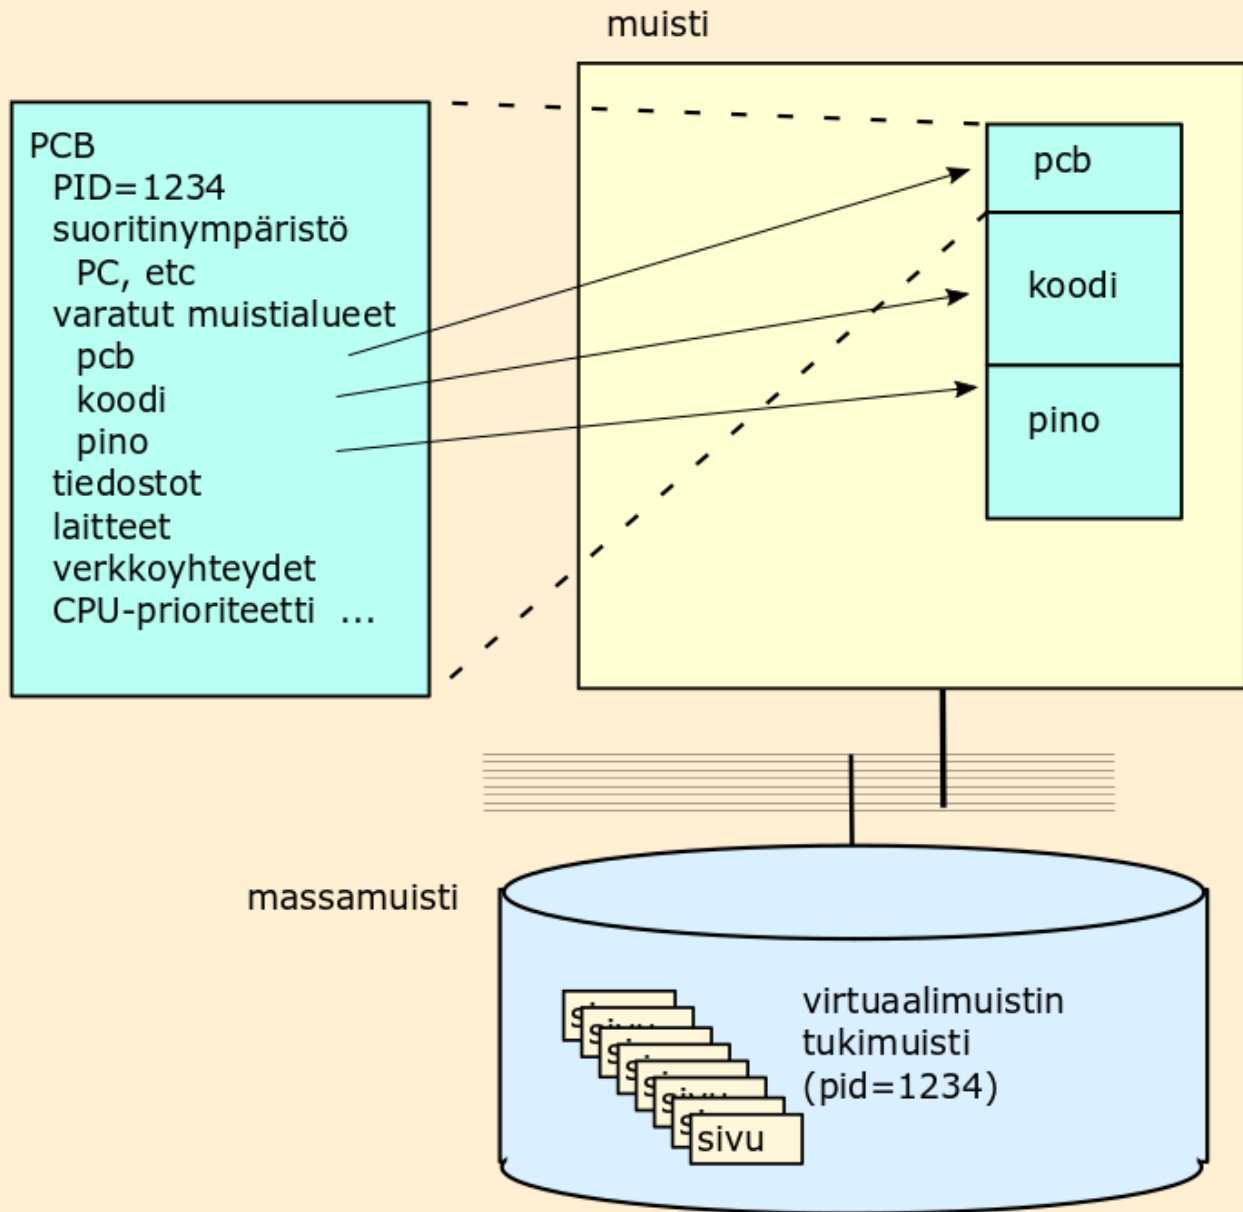 muisti
PCB
PID=1234
suoritinympäristö
PC, etc
varatut muistialueet
pcb
koodi
pino
tiedostot
laitteet
verkkoyhteydet
CPU-prioriteetti ...
pcb
koodi
pino
massamuisti
virtuaalimuistin
tukimuisti
(pid=1234)
sivu